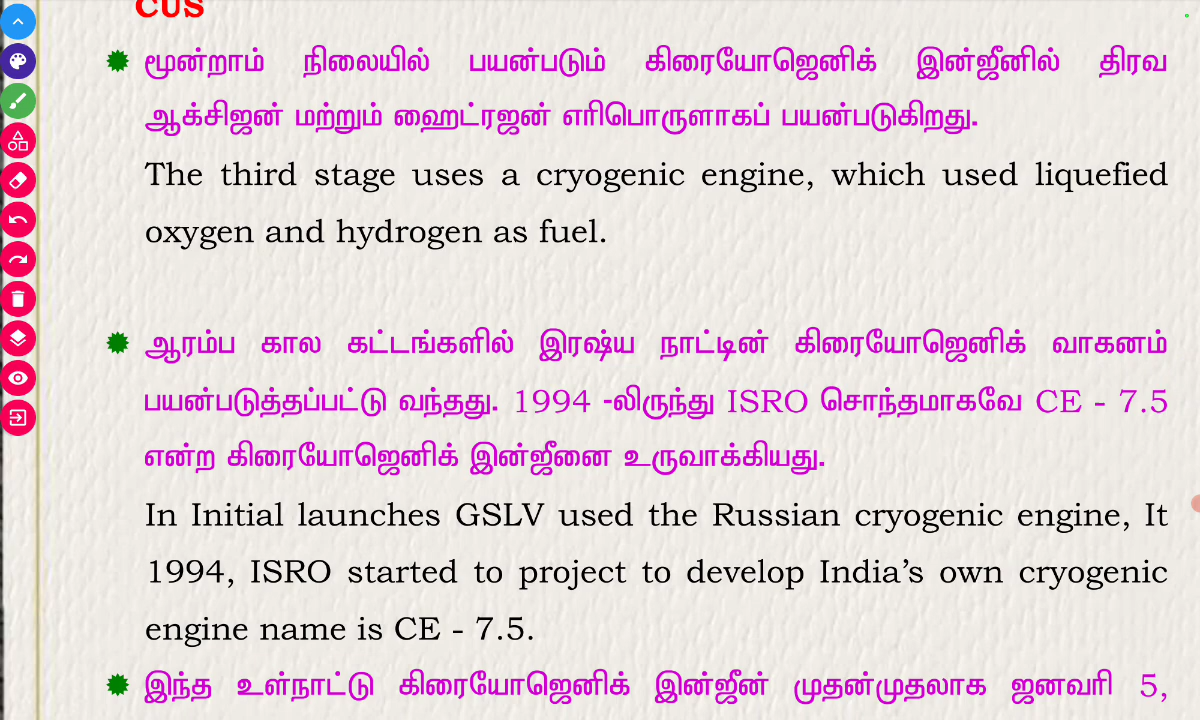 CUS
மூன்றாம் நிலையில் பயன்படும் கிரையோஜெனிக் இன்ஜீனில் திரவ
ஆக்சிஜன் மற்றும் ஹைட்ரஜன் எரிபொருளாகப் பயன்படுகிறது.
The third stage uses a cryogenic engine, which used liquefied
oxygen and hydrogen as fuel.
ஆரம்ப கால கட்டங்களில் இரஷ்ய நாட்டின் கிரையோஜெனிக் வாகனம்
பயன்படுத்தப்பட்டு வந்தது. 1994 -லிருந்து ISRO சொந்தமாகவே CE - 7.5
என்ற கிரையோஜெனிக் இன்ஜீனை உருவாக்கியது.
In Initial launches GSLV used the Russian cryogenic engine, It
1994, ISRO started to project to develop India’s own cryogenic
engine name is CE - 7.5.
இந்த உள்நாட்டு கிரையோஜெனிக் இன்ஜீன் முதன்முதலாக ஜனவரி 5,